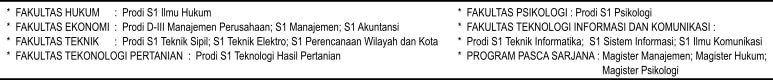 * FAKULTAS HUKUM : Prodi S1 Ilmu Hukum
* FAKULTAS EKONOMI : Prodi D-III Manajemen Perusahaan; S1 Manajemen; S1 Akuntansi
* FAKULTAS TEKNIK : Prodi S1 Teknik Sipil; S1 Teknik Elektro; S1 Perencanaan Wilayah dan Kota
* FAKULTAS TEKONOLOGI PERTANIAN : Prodi S1 Teknologi Hasil Pertanian
* FAKULTAS PSIKOLOGI : Prodi S1 Psikologi
* FAKULTAS TEKNOLOGI INFORMASI DAN KOMUNIKASI :
* Prodi S1 Teknik Informatika; S1 Sistem Informasi; S1 Ilmu Komunikasi
* PROGRAM PASCA SARJANA : Magister Manajemen; Magister Hukum;
Magister Psikologi